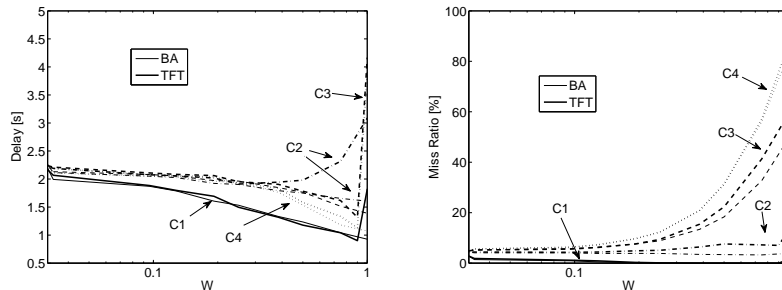 5
4.5
4
3.5
3
2.5
2
1.5
1
0.5
Delay [s]
BA
TFT
C3
C2
C1
C4
0.1
1
W
100
80
60
40
20
0
Miss Ratio [%]
BA
TFT
C4
C3
C2
C1
0.1
W